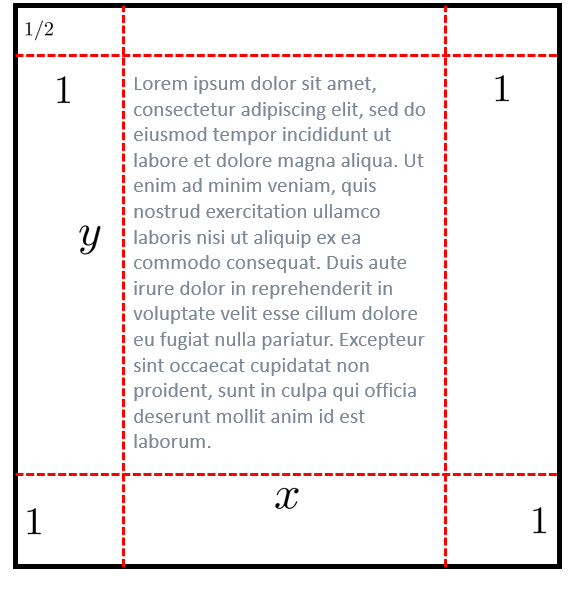 1/2
1
1
Lorem ipsum dolor sit amet,
consectetur adipiscing elit, sed do
eiusmod tempor incididunt ut
labore et dolore magna aliqua. Ut
enim ad minim veniam, quis
nostrud exercitation ullamco
y
laboris nisi ut aliquip ex ea
commodo consequat. Duis aute
irure dolor in reprehenderit in
voluptate velit esse cillum dolore
eu fugiat nulla pariatur. Excepteur
sint occaecat cupidatat non
proident, sunt in culpa qui officia
deserunt mollit anim id est
laborum.
x
1
1